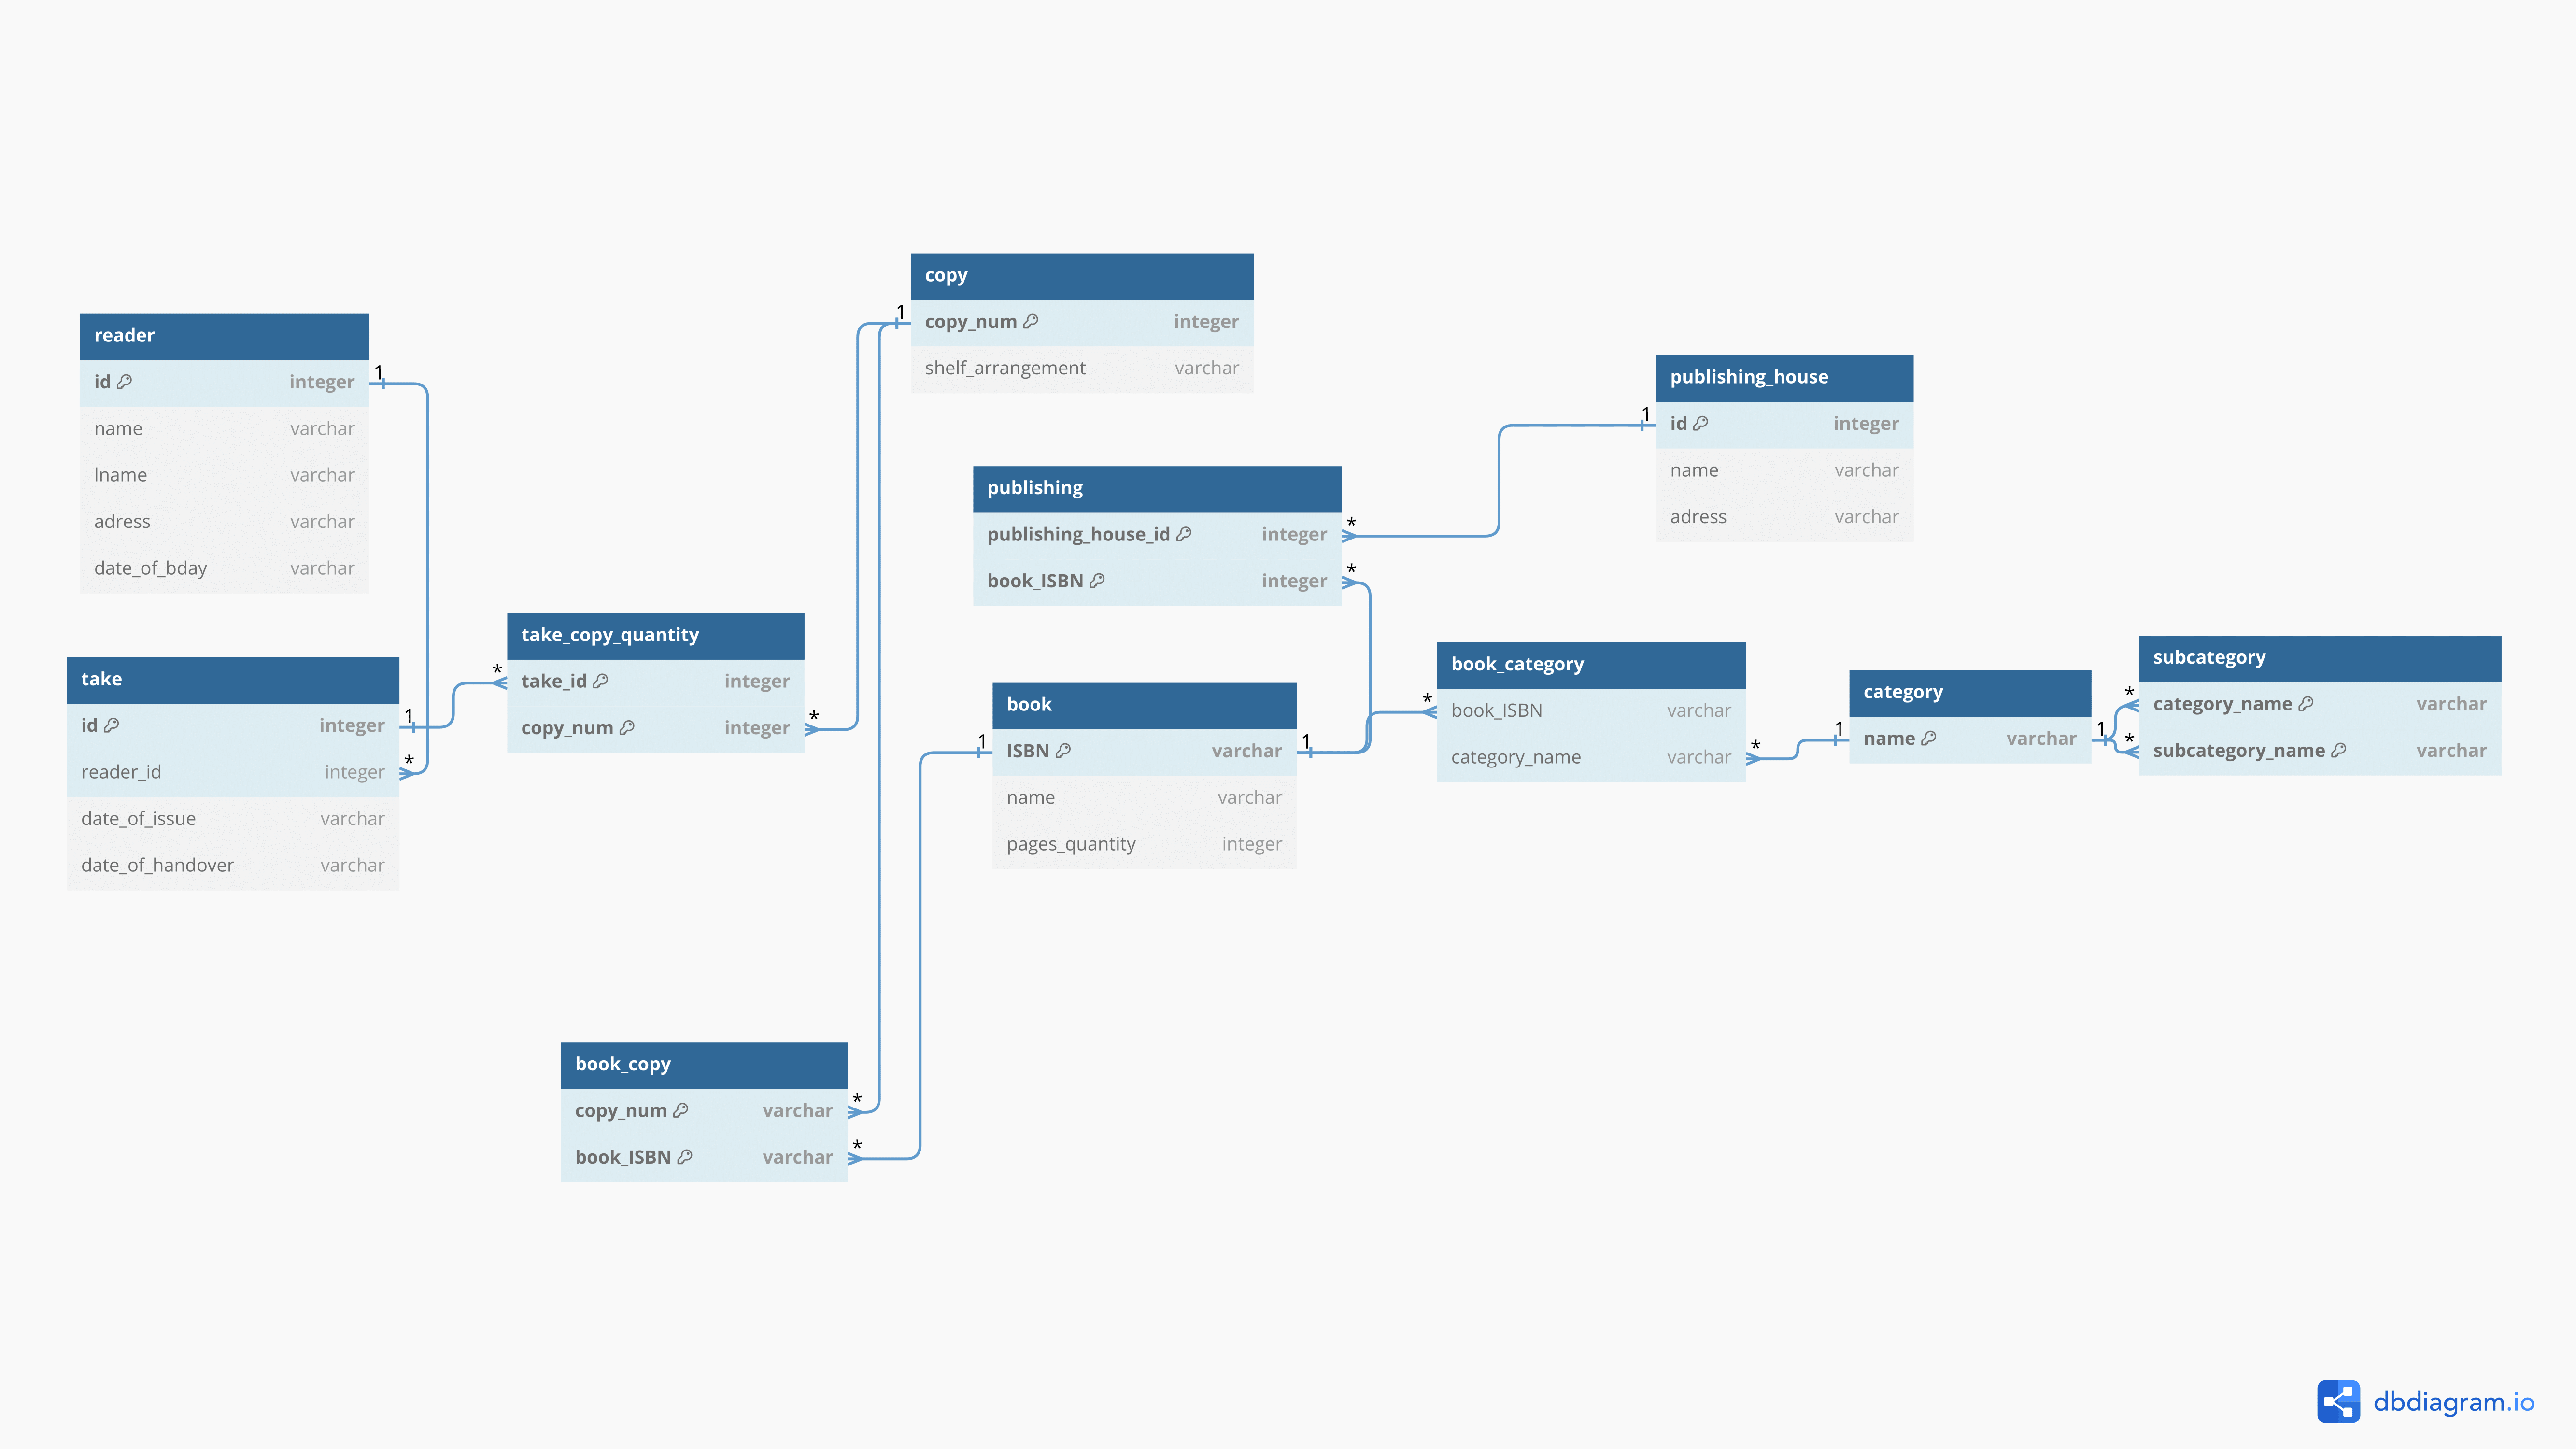 copy
copy_num integer
shelf_arrangement varchar
reader
id integer
name varchar
lname varchar
adress varchar
date_of_bday varchar
publishing_house
id integer
name varchar
adress varchar
publishing
publishing_house_id integer
book_ISBN integer
take_copy_quantity
take_id integer
copy_num integer
take
id integer
reader_id integer
date_of_issue varchar
date_of_handover varchar
book
ISBN varchar
name varchar
pages_quantity integer
book_category
book_ISBN varchar
category_name varchar
category
name varchar
subcategory
category_name varchar
subcategory_name varchar
book_copy
copy_num varchar
book_ISBN varchar
1
1
1
*
*
*
1
*
*
1
1
*
*
1
1
*
*
*
*
dbdiagram.io